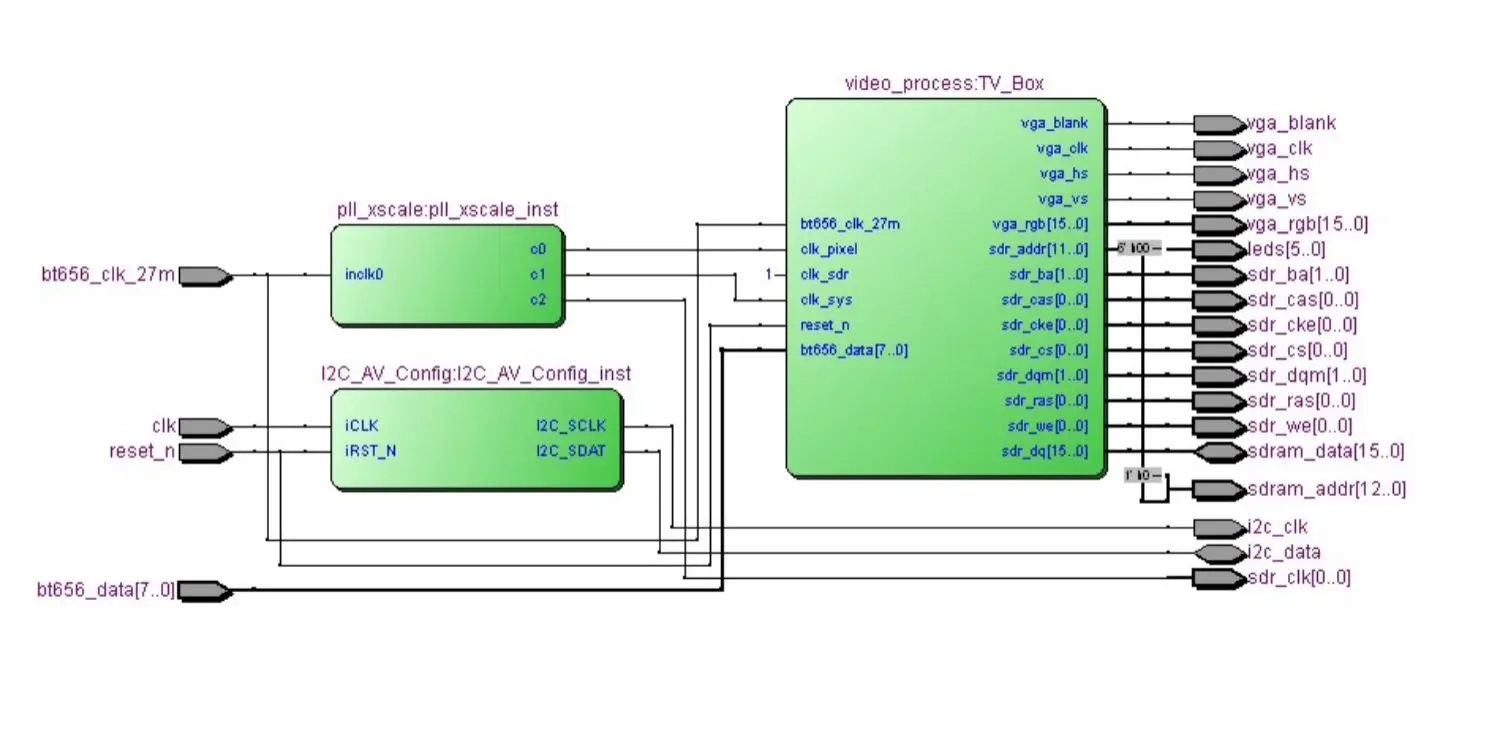 video_process:TV_Box
vga_blank
vga_blank
vga_clk
vga_clk
vga_hs
vga_hs
vga_vs
vga_vs
pll_xscale:pll_xscale_inst
bt656_clk_27m
vga_rgb[15..0]
vga_rgb[15..0]
c0
clk_pixel
sdr_addr[11..0]
6' h00 --
leds[5..0]
bt656_clk_27m
inclk0
c1
1
clk_sdr
sdr_ba[1..0]
sdr_ba[1..0]
c2
clk_sys
sdr_cas[0..0]
sdr_cas[0..0]
reset_n
sdr_cke[0..0]
sdr_cke[0..0]
bt656_data[7..0]
sdr_cs[0..0]
sdr_cs[0..0]
I2C_AV_Config:I2C_AV_Config_inst
sdr_dqm[1..0]
sdr_dqm[1..0]
sdr_ras[0..0]
sdr_ras[0..0]
clk
iCLK
I2C_SCLK
sdr_we[0..0]
sdr_we[0..0]
reset_n
iRST_N
I2C_SDAT
sdr_dq[15..0]
sdram_data[15..0]
1' h0 --
sdram_addr[12..0]
i2c_clk
i2c_data
sdr_clk[0..0]
bt656_data[7..0]